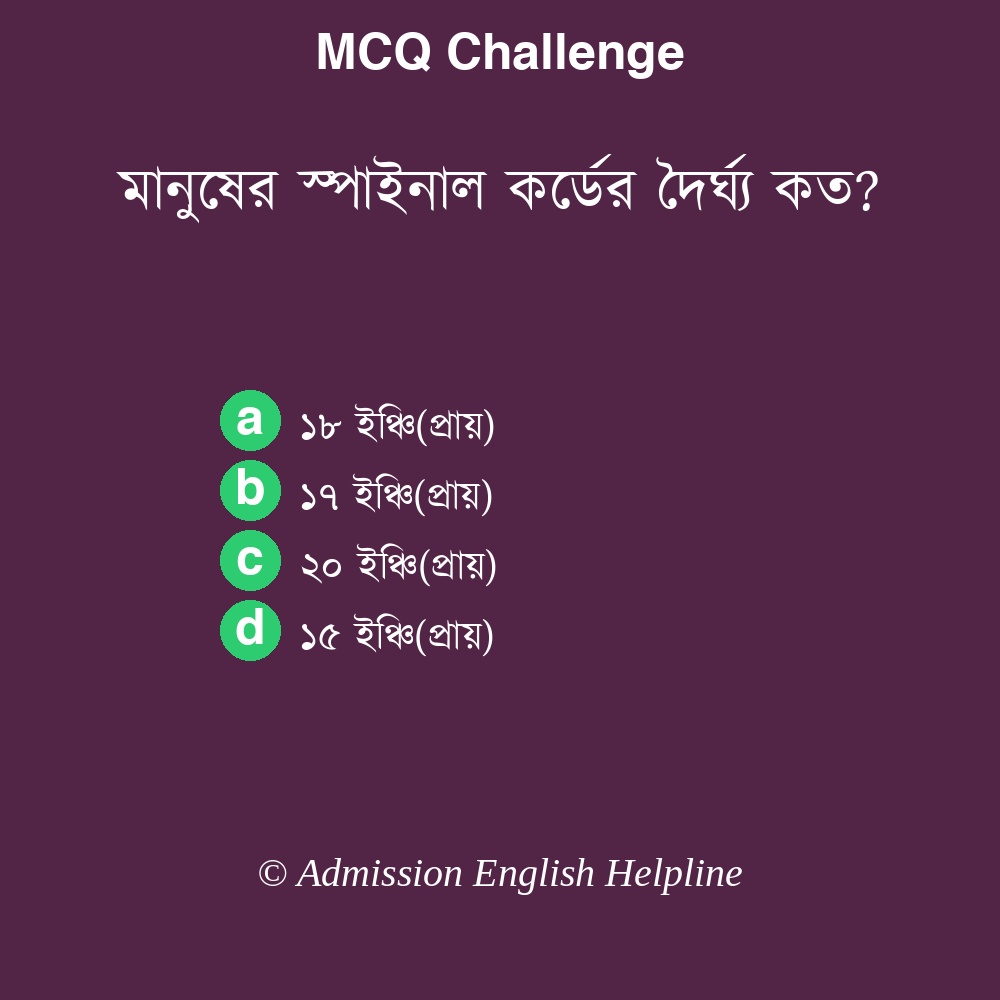 MCQ Challenge
মানুষের স্পাইনাল কর্ডের দৈর্ঘ্য কত?
a ১৮ ইঞ্চি(প্রায়)
b ১৭ ইঞ্চি(প্রায়)
c ২০ ইঞ্চি(প্রায়)
d ১৫ ইঞ্চি(প্রায়)
© Admission English Helpline